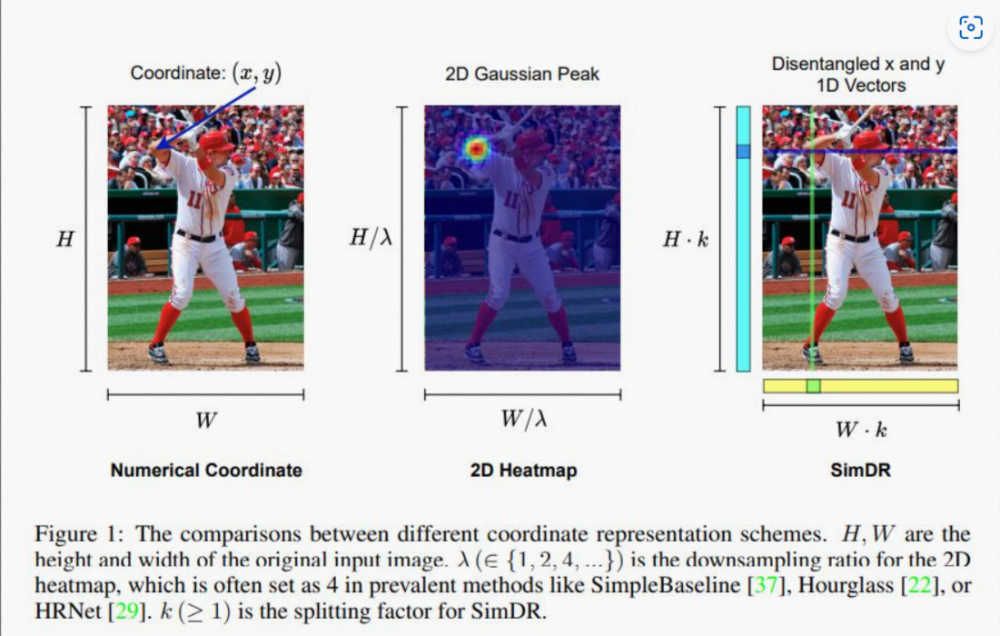 Coordinate: (x, y)
2D Gaussian Peak
Disentangled x and y
1D Vectors
H
H/λ
H · k
11
11
11
W
W/λ
W · k
Numerical Coordinate
2D Heatmap
SimDR
Figure 1: The comparisons between different coordinate representation schemes. H, W are the
height and width of the original input image. λ (∈ {1, 2, 4, ...}) is the downsampling ratio for the 2D
heatmap, which is often set as 4 in prevalent methods like SimpleBaseline [37], Hourglass [22], or
HRNet [29]. k (≥ 1) is the splitting factor for SimDR.